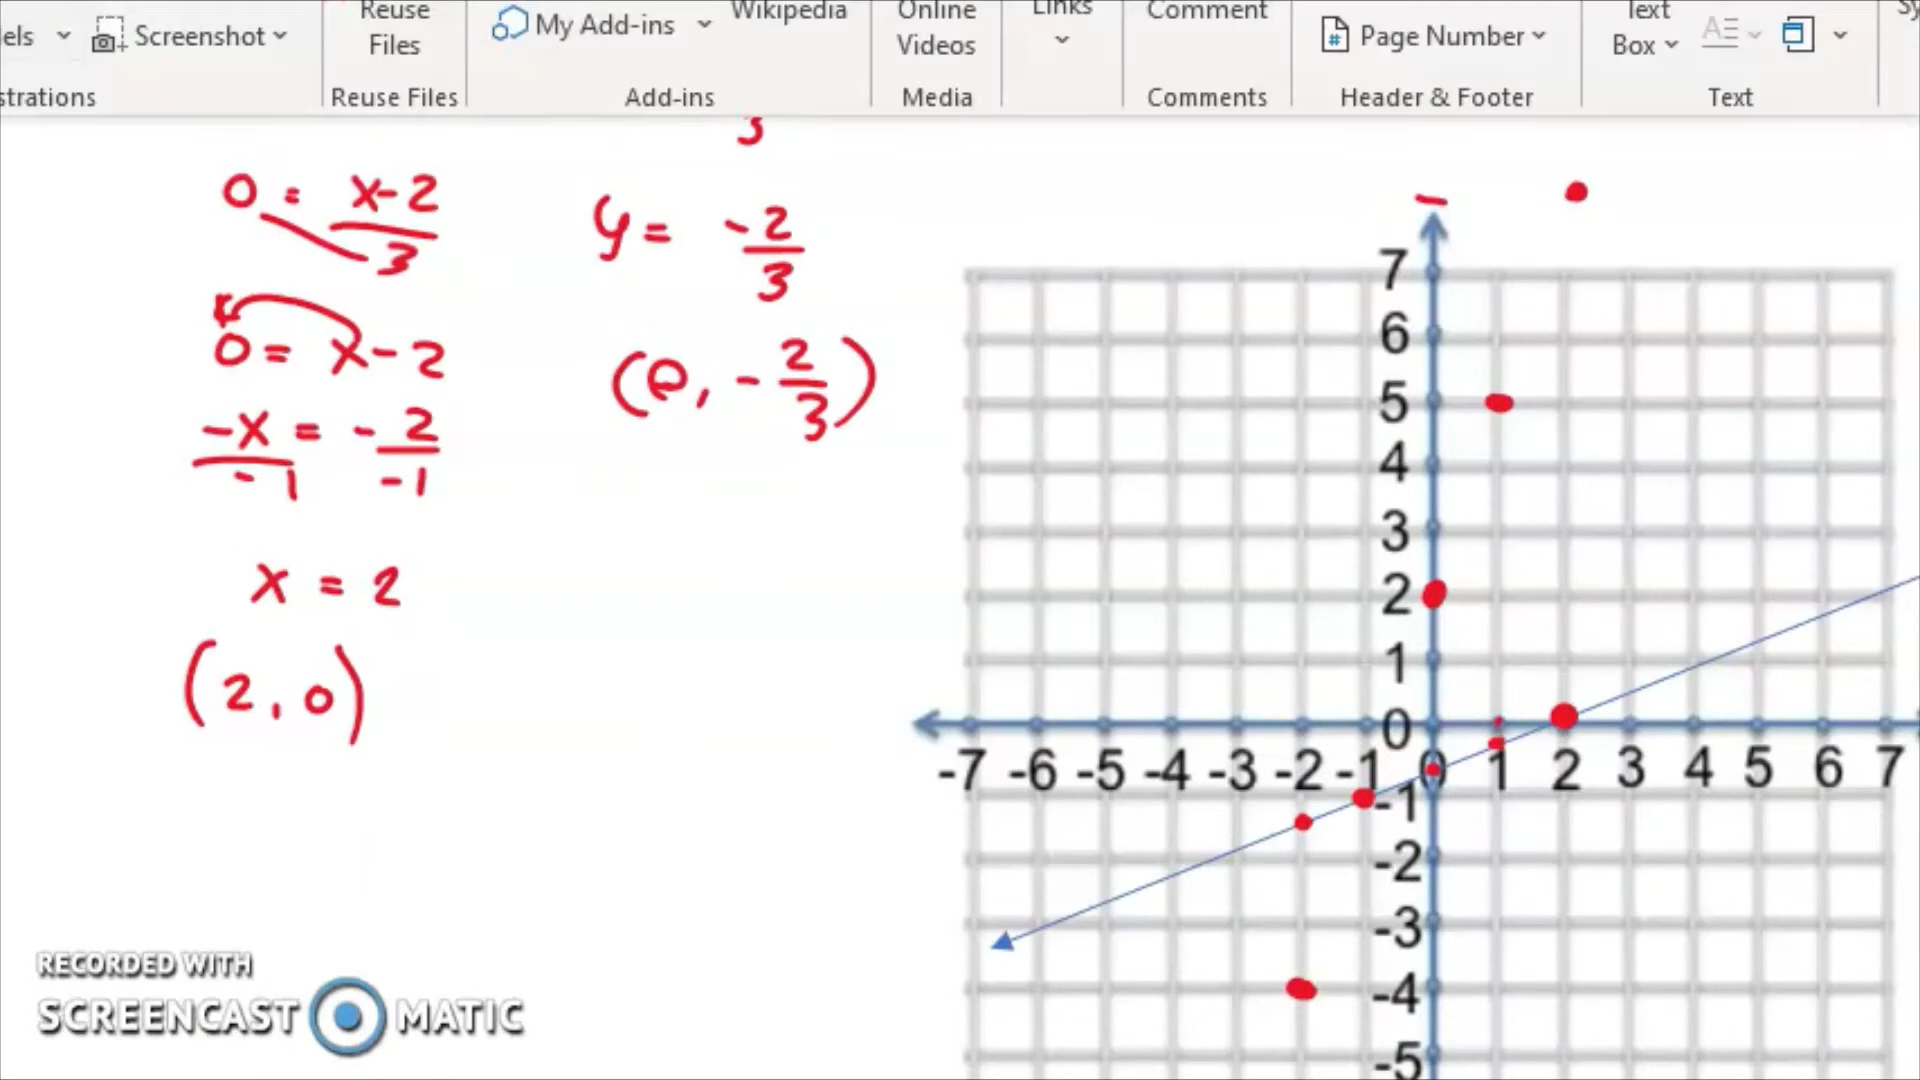 Reuse
Files
My Add-ins
Wikipedia
Online
Videos
Links
Comment
Page Number
Text
Box
els
Screenshot
strations
Reuse Files
Add-ins
Media
Comments
Header & Footer
Text
3
0 = x-2
3
y = -2
3
0 = x-2
(0, - 2
3)
-x = - 2
-1 -1
x = 2
(2, 0)
7
6
5
4
3
2
1
0
-7 -6 -5 -4 -3 -2 -1 0 1 2 3 4 5 6 7
-1
-2
-3
-4
-5
RECORDED WITH
SCREENCAST MATIC